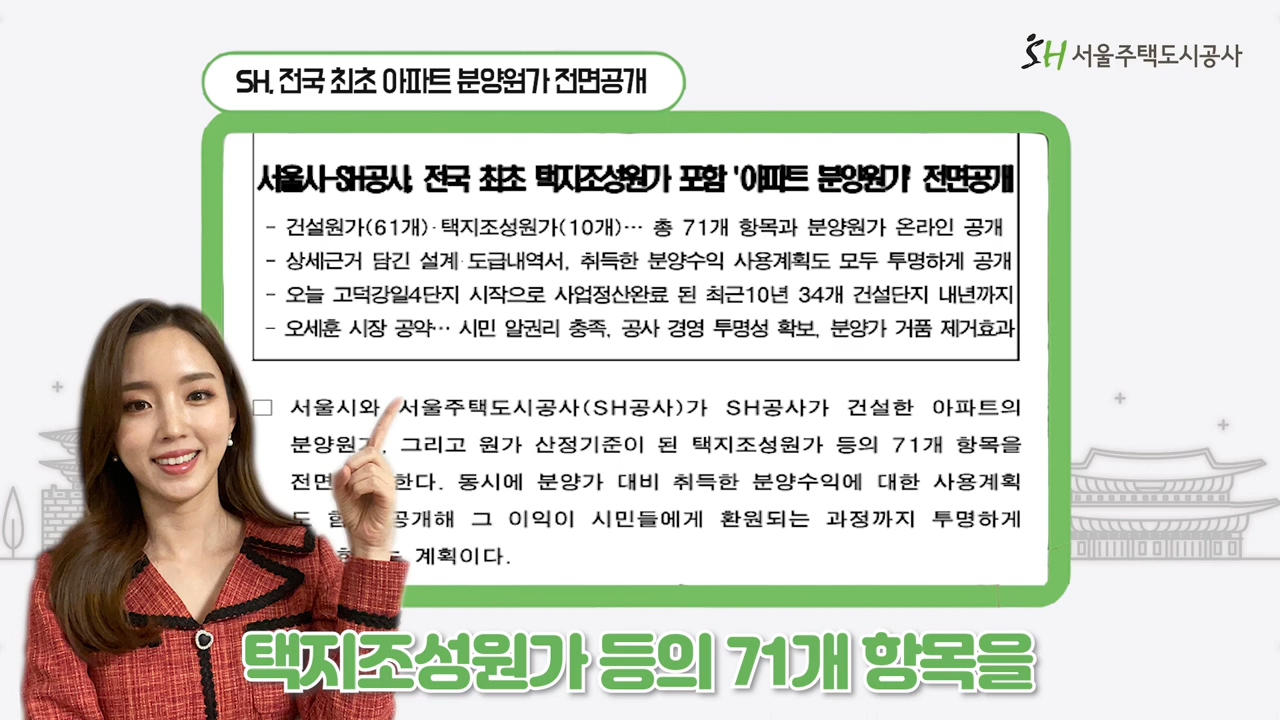 SH 서울주택도시공사
SH, 전국 최초 아파트 분양원가 전면공개
서울시-SH공사, 전국 최초 택지조성원가 포함 '아파트 분양원가' 전면공개
- 건설원가(61개)·택지조성원가(10개)… 총 71개 항목과 분양원가 온라인 공개
- 상세근거 담긴 설계·도급내역서, 취득한 분양수익 사용계획도 모두 투명하게 공개
- 오늘 고덕강일4단지 시작으로 사업정산완료 된 최근10년 34개 건설단지 내년까지
- 오세훈 시장 공약… 시민 알권리 충족, 공사 경영 투명성 확보, 분양가 거품 제거효과
□ 서울시와 서울주택도시공사(SH공사)가 SH공사가 건설한 아파트의
분양원가, 그리고 원가 산정기준이 된 택지조성원가 등의 71개 항목을
전면 한다. 동시에 분양가 대비 취득한 분양수익에 대한 사용계획
도 공개해 그 이익이 시민들에게 환원되는 과정까지 투명하게
계획이다.
택지조성원가 등의 71개 항목을